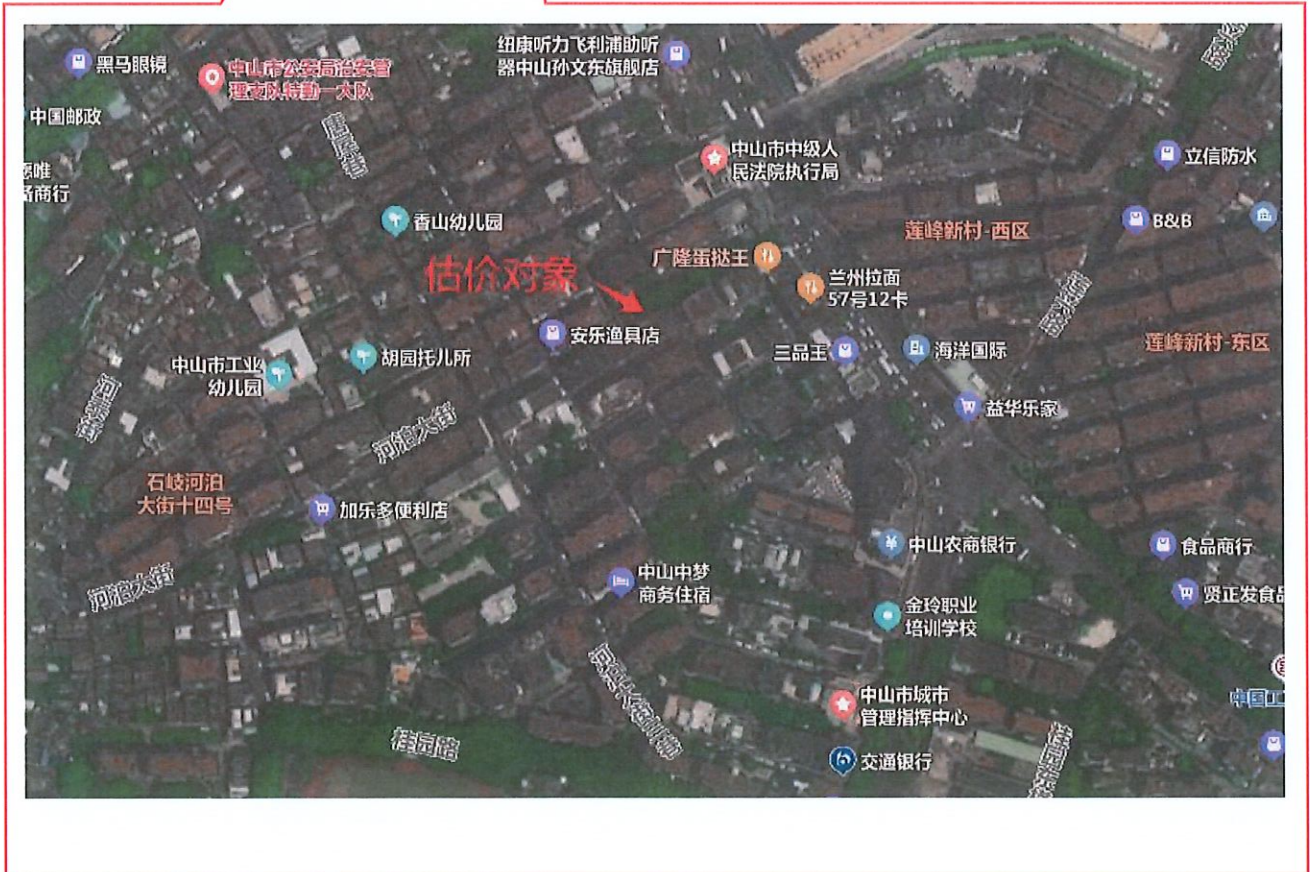 纽康听力飞利浦助听
器中山孙文东旗舰店
黑马眼镜
中山市公安局治安管
理支队特勤一大队
中国邮政
中山市中级人
民法院执行局
立信防水
商行
香山幼儿园
B&B
莲峰新村-西区
广隆蛋挞王
估价对象
兰州拉面
57号12卡
安乐渔具店
莲峰新村-东区
三品王
海洋国际
胡园托儿所
中山市工业
幼儿园
益华乐家
河泊大街
石岐河泊
大街十四号
加乐多便利店
中山农商银行
食品商行
河泊大街
中山中梦
商务住宿
贤正发食品
金玲职业
培训学校
中山市城市
管理指挥中心
中国工
桂园路
交通银行